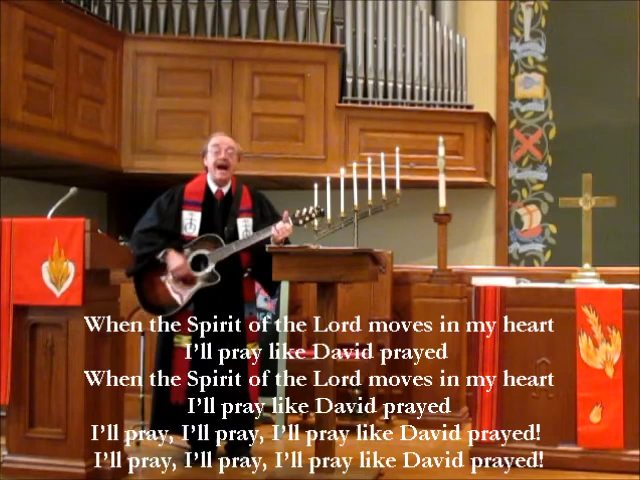 When the Spirit of the Lord moves in my heart
I'll pray like David prayed
When the Spirit of the Lord moves in my heart
I'll pray like David prayed
I'll pray, I'll pray, I'll pray like David prayed!
I'll pray, I'll pray, I'll pray like David prayed!